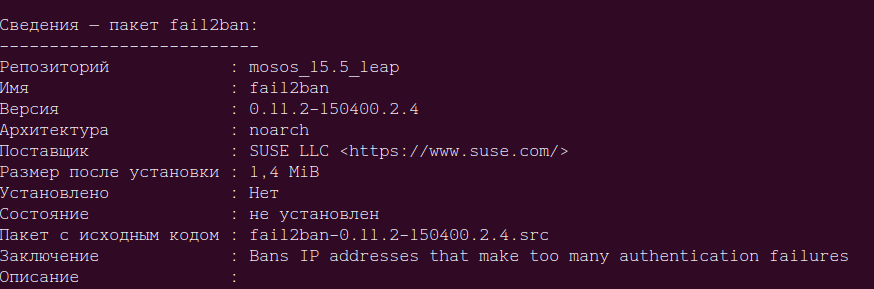 Сведения — пакет fail2ban:
--------------------------
Репозиторий : mosos_15.5_leap
Имя : fail2ban
Версия : 0.11.2-150400.2.4
Архитектура : noarch
Поставщик : SUSE LLC <https://www.suse.com/>
Размер после установки : 1,4 MiB
Установлено : Нет
Состояние : не установлен
Пакет с исходным кодом : fail2ban-0.11.2-150400.2.4.src
Заключение : Bans IP addresses that make too many authentication failures
Описание :